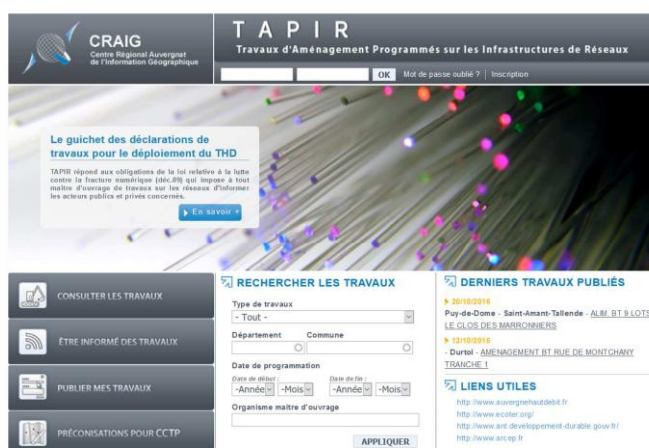 CRAIG
Centre Régional Auvergnat
de l'Information Géographique
TAPIR
Travaux d'Aménagement Programmés sur les Infrastructures de Réseaux
OK Mot de passe oublié ? | Inscription
Le guichet des déclarations de
travaux pour le déploiement du THD
TAPIR répond aux obligations de la loi relative à la lutte
contre la fracture numérique (déc.09) qui impose à tout
maître d'ouvrage de travaux sur les réseaux d'informer
les acteurs publics et privés concernés.
En savoir +
CONSULTER LES TRAVAUX
ÊTRE INFORMÉ DES TRAVAUX
PUBLIER MES TRAVAUX
PRÉCONISATIONS POUR CCTP
RECHERCHER LES TRAVAUX
Type de travaux
- Tout -
Département Commune
Date de programmation
Date de début : Date de fin :
-Année -Mois -Année -Mois
Organisme maître d'ouvrage
APPLIQUER
DERNIERS TRAVAUX PUBLIÉS
20/10/2016
Puy-de-Dome - Saint-Amant-Tallende - ALIM. BT 9 LOTS
LE CLOS DES MARRONNIERS
12/10/2016
- Durtol - AMENAGEMENT BT RUE DE MONTCHANY
TRANCHE 1
LIENS UTILES
http://www.auvergnehautdebit.fr
http://www.ecoter.org/
http://www.ant.developpement-durable.gouv.fr/
http://www.arcep.fr